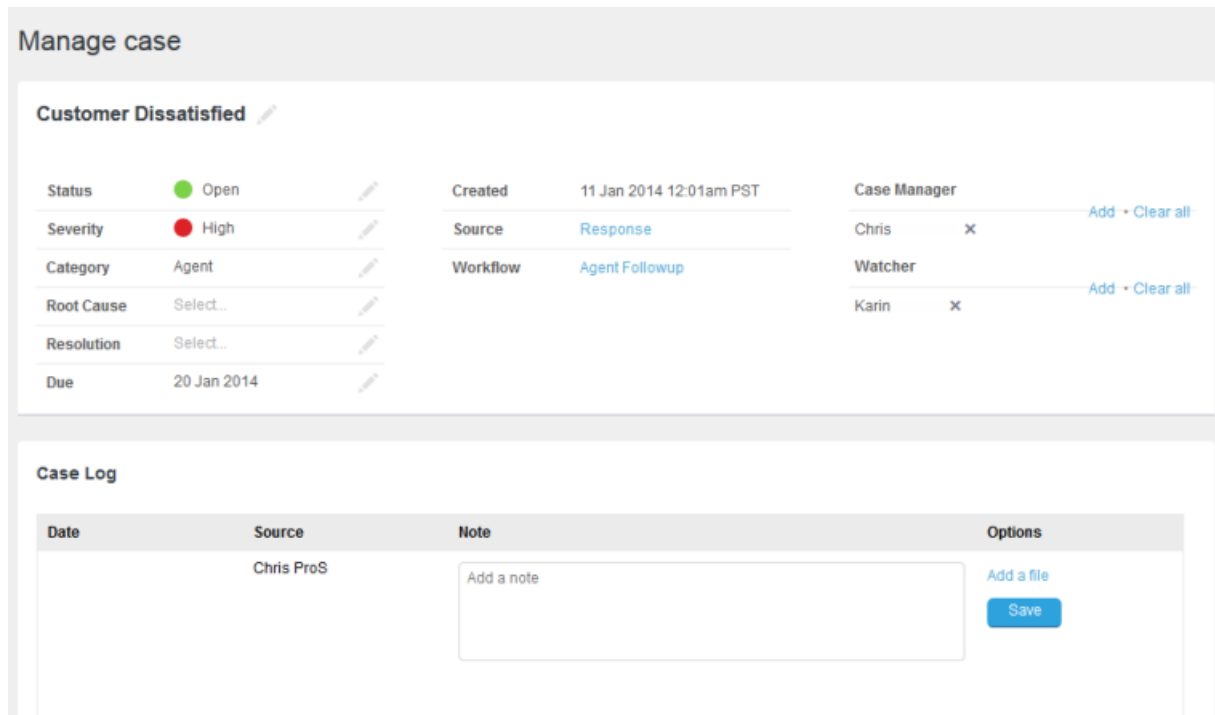 Manage case
Customer Dissatisfied
Status Open
Severity High
Category Agent
Root Cause Select...
Resolution Select...
Due 20 Jan 2014
Created 11 Jan 2014 12:01am PST
Source Response
Workflow Agent Followup
Case Manager
Add • Clear all
Chris ×
Watcher
Add • Clear all
Karin ×
Case Log
Date Source Note Options
Chris ProS Add a note Add a file
Save